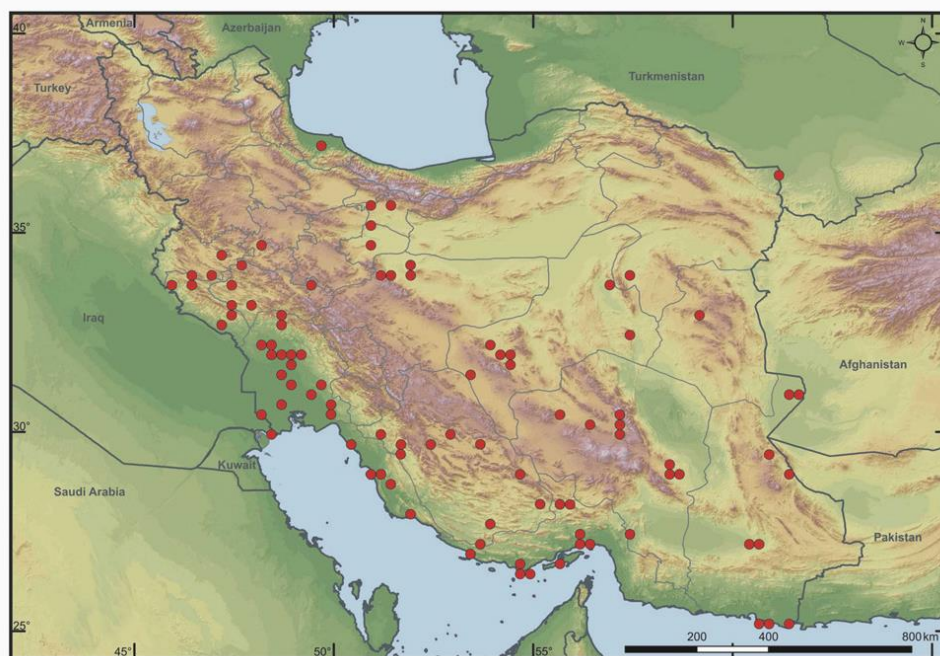 40°
Armenia
Azerbaijan
N
W
S
Turkey
Turkmenistan
35°
Iraq
Afghanistan
30°
Kuwait
Saudi Arabia
Pakistan
25°
45°
50°
55°
200 400 800 km